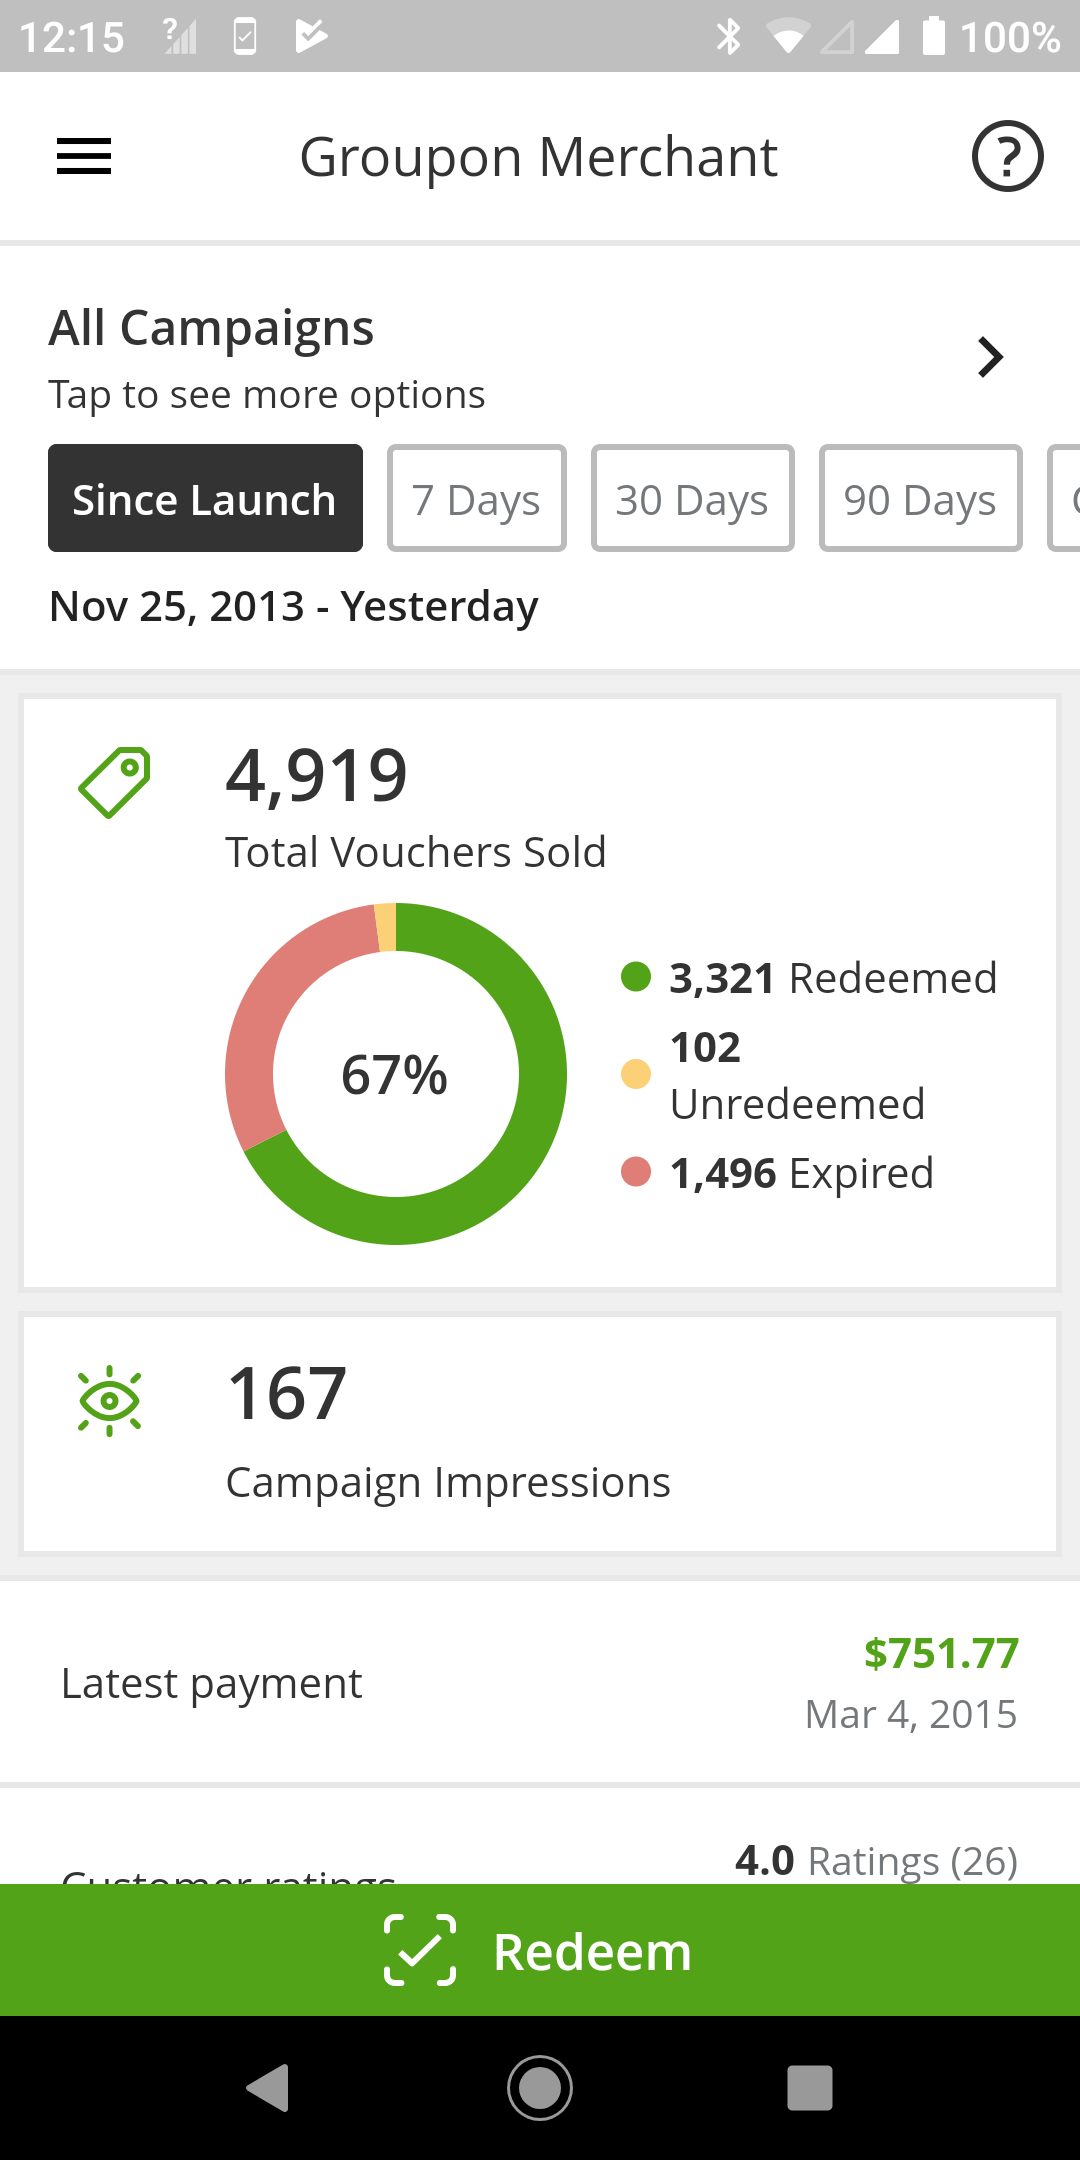 12:15
100%
Groupon Merchant
All Campaigns
Tap to see more options
Since Launch
7 Days
30 Days
90 Days
Nov 25, 2013 - Yesterday
4,919
Total Vouchers Sold
67%
3,321 Redeemed
102
Unredeemed
1,496 Expired
167
Campaign Impressions
Latest payment
$751.77
Mar 4, 2015
4.0 Ratings (26)
Customer ratings
Redeem